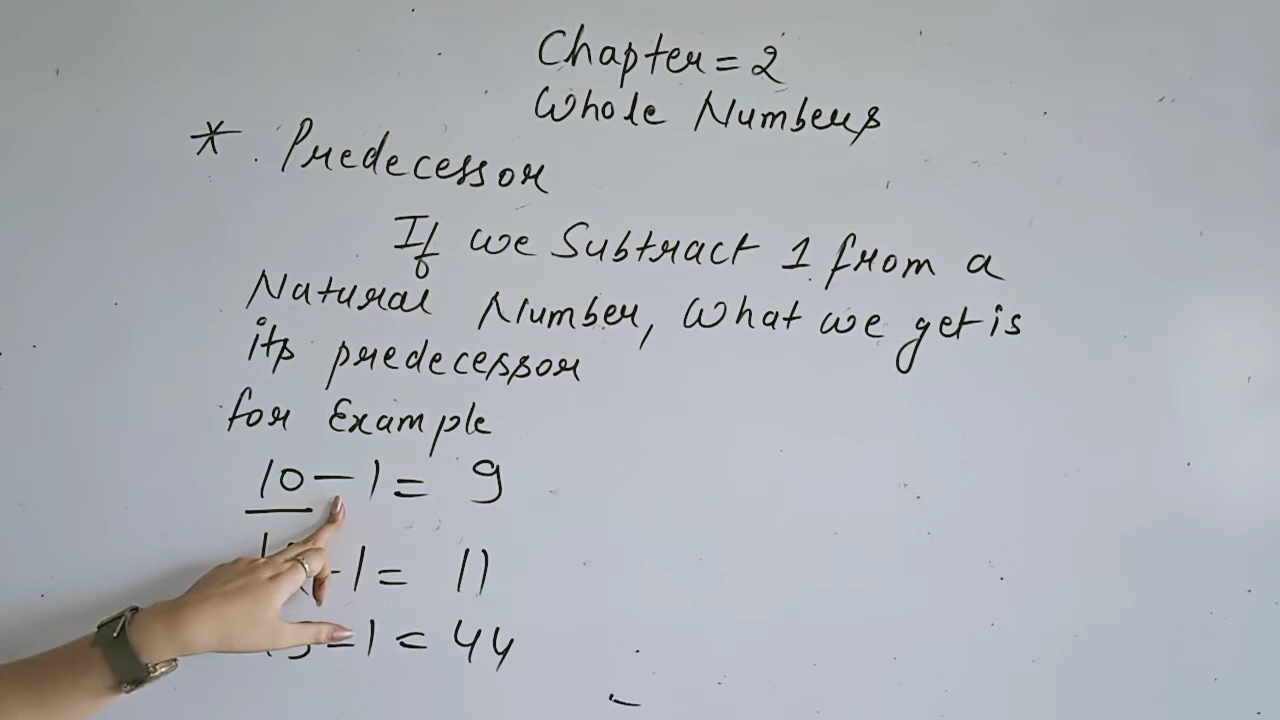 Chapter = 2
Whole Numbers
* Predecessor
If we Subtract 1 from a
Natural Number, What we get is
its predecessor
for Example
10 - 1 = 9
- 1 = 11
- 1 = 44